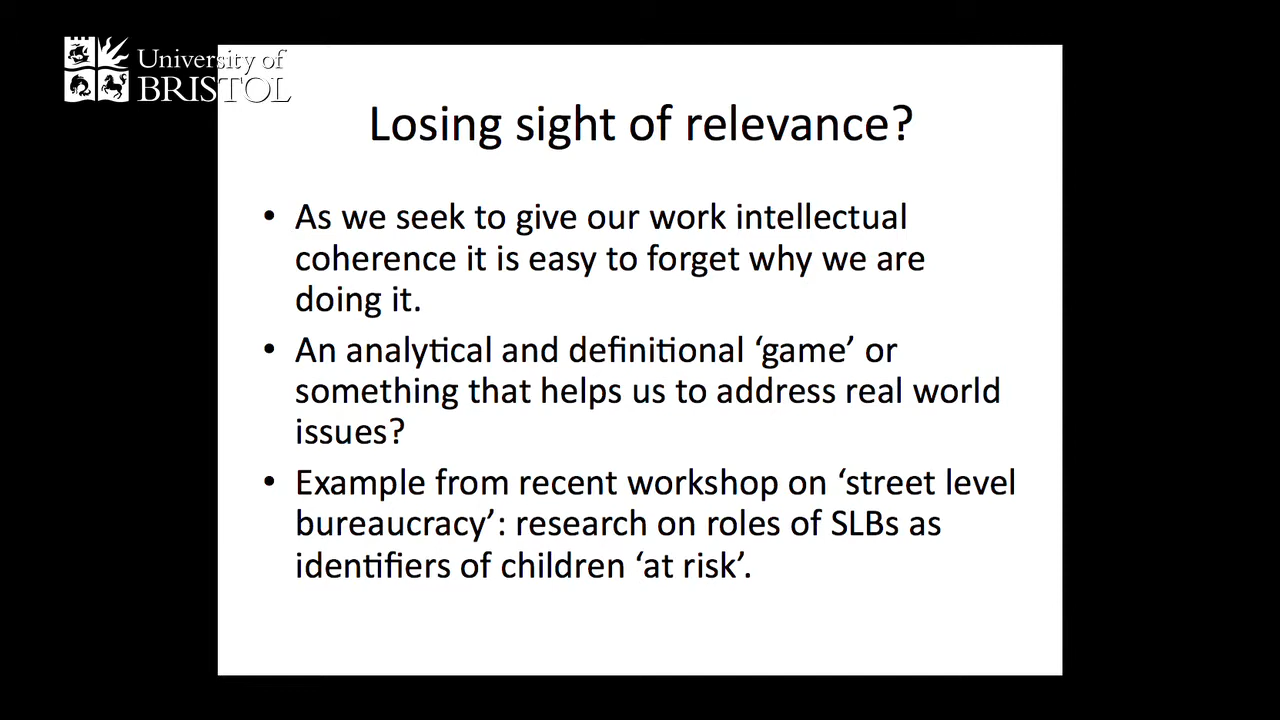 University of
BRISTOL
Losing sight of relevance?
• As we seek to give our work intellectual
coherence it is easy to forget why we are
doing it.
• An analytical and definitional ‘game’ or
something that helps us to address real world
issues?
• Example from recent workshop on ‘street level
bureaucracy’: research on roles of SLBs as
identifiers of children ‘at risk’.